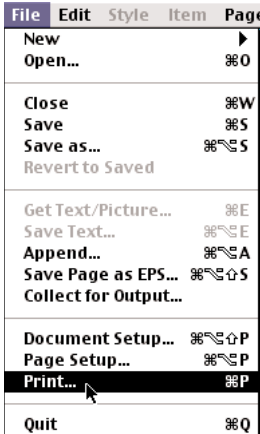 File Edit Style Item Page
New
Open... ⌘O
Close ⌘W
Save ⌘S
Save as... ⌘⌥S
Revert to Saved
Get Text/Picture... ⌘E
Save Text... ⌘⌥E
Append... ⌘⌥A
Save Page as EPS... ⌘⌥⇧S
Collect for Output...
Document Setup... ⌘⌥⇧P
Page Setup... ⌘⌥P
Print... ⌘P
Quit ⌘Q